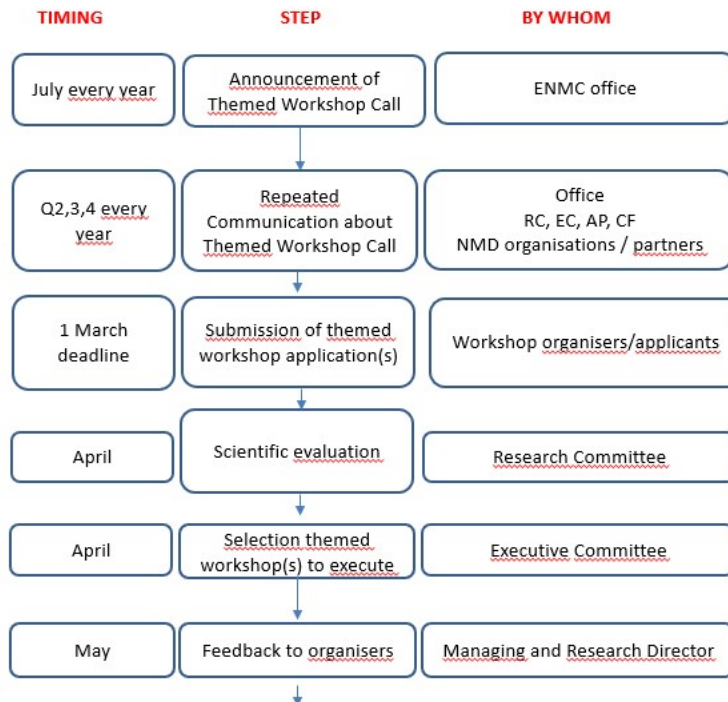 TIMING STEP BY WHOM
July every year
Announcement of
Themed Workshop Call
ENMC office
Q2,3,4 every
year
Repeated
Communication about
Themed Workshop Call
Office
RC, EC, AP, CF
NMD organisations / partners
1 March
deadline
Submission of themed
workshop application(s)
Workshop organisers/applicants
April
Scientific evaluation
Research Committee
April
Selection themed
workshop(s) to execute
Executive Committee
May
Feedback to organisers
Managing and Research Director